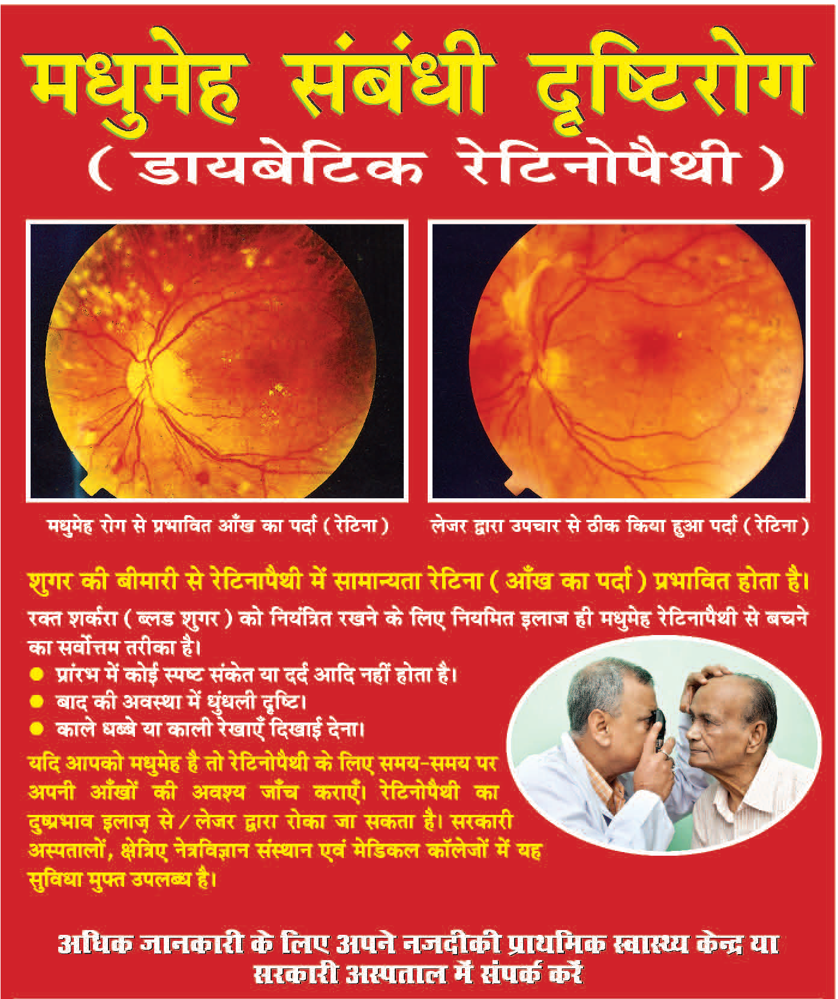 मधुमेह संबंधी दृष्टिरोग
( डायबेटिक रेटिनोपैथी )
मधुमेह रोग से प्रभावित आँख का पर्दा ( रेटिना )
लेजर द्वारा उपचार से ठीक किया हुआ पर्दा ( रेटिना )
शुगर की बीमारी से रेटिनापैथी में सामान्यता रेटिना ( आँख का पर्दा ) प्रभावित होता है।
रक्त शर्करा ( ब्लड शुगर ) को नियंत्रित रखने के लिए नियमित इलाज ही मधुमेह रेटिनापैथी से बचने
का सर्वोत्तम तरीका है।
● प्रांरभ में कोई स्पष्ट संकेत या दर्द आदि नहीं होता है।
● बाद की अवस्था में धुंधली दृष्टि।
● काले धब्बे या काली रेखाएँ दिखाई देना।
यदि आपको मधुमेह है तो रेटिनोपैथी के लिए समय-समय पर
अपनी आँखों की अवश्य जाँच कराएँ। रेटिनोपैथी का
दुष्प्रभाव इलाज़ से / लेजर द्वारा रोका जा सकता है। सरकारी
अस्पतालों, क्षेत्रिए नेत्रविज्ञान संस्थान एवं मेडिकल कॉलेजों में यह
सुविधा मुफ्त उपलब्ध है।
अधिक जानकारी के लिए अपने नजदीकी प्राथमिक स्वास्थ्य केन्द्र या
सरकारी अस्पताल में संपर्क करें